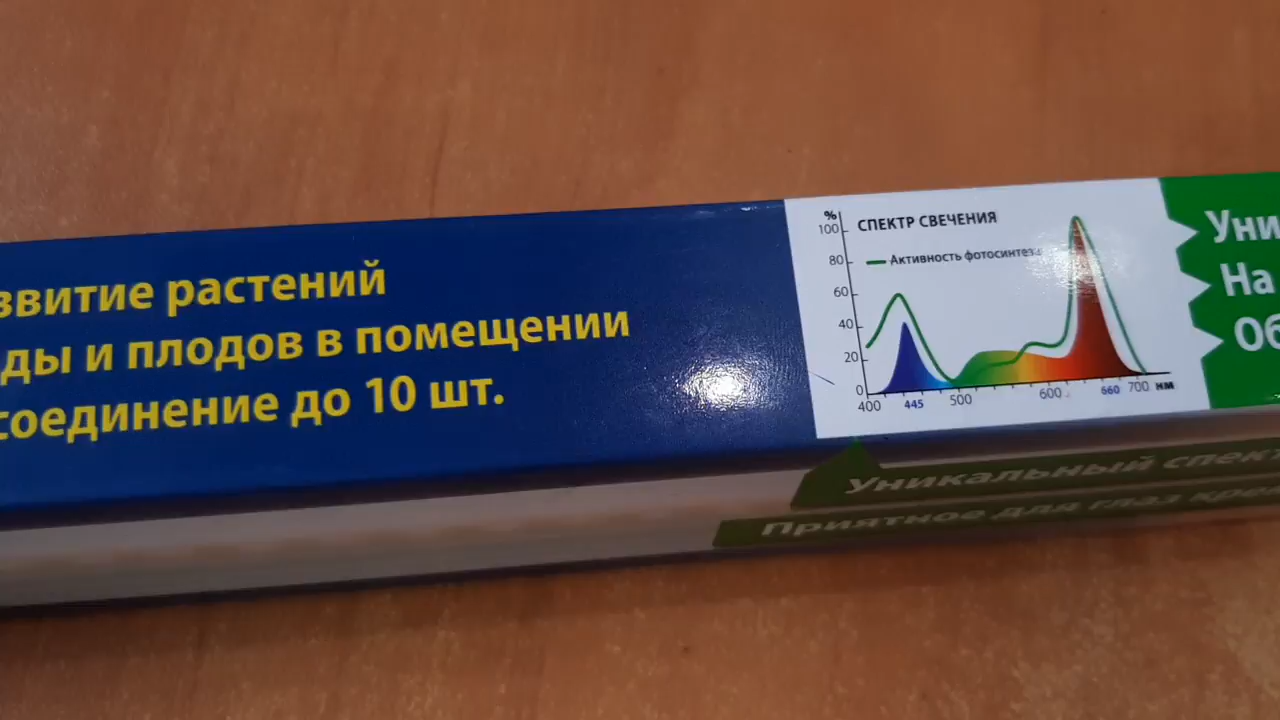 звитие растений
ды и плодов в помещении
соединение до 10 шт.
%
СПЕКТР СВЕЧЕНИЯ
100
80
60
40
20
0
Активность фотосинтеза
400 445 500 600 660 700 нм
Уни
На
Об
Уникальный спект
Приятное для глаз кре